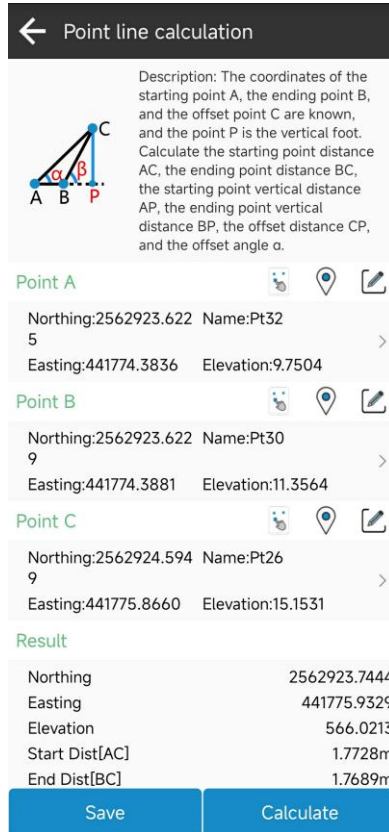 Point line calculation
Description: The coordinates of the
starting point A, the ending point B,
and the offset point C are known,
and the point P is the vertical foot.
Calculate the starting point distance
AC, the ending point distance BC,
the starting point vertical distance
AP, the ending point vertical
distance BP, the offset distance CP,
and the offset angle α.
C
α β
A B P
Point A
Northing:2562923.622 Name:Pt32
5
Easting:441774.3836 Elevation:9.7504
Point B
Northing:2562923.622 Name:Pt30
9
Easting:441774.3881 Elevation:11.3564
Point C
Northing:2562924.594 Name:Pt26
9
Easting:441775.8660 Elevation:15.1531
Result
Northing 2562923.7444
Easting 441775.9329
Elevation 566.0213
Start Dist[AC] 1.7728m
End Dist[BC] 1.7689m
Save Calculate